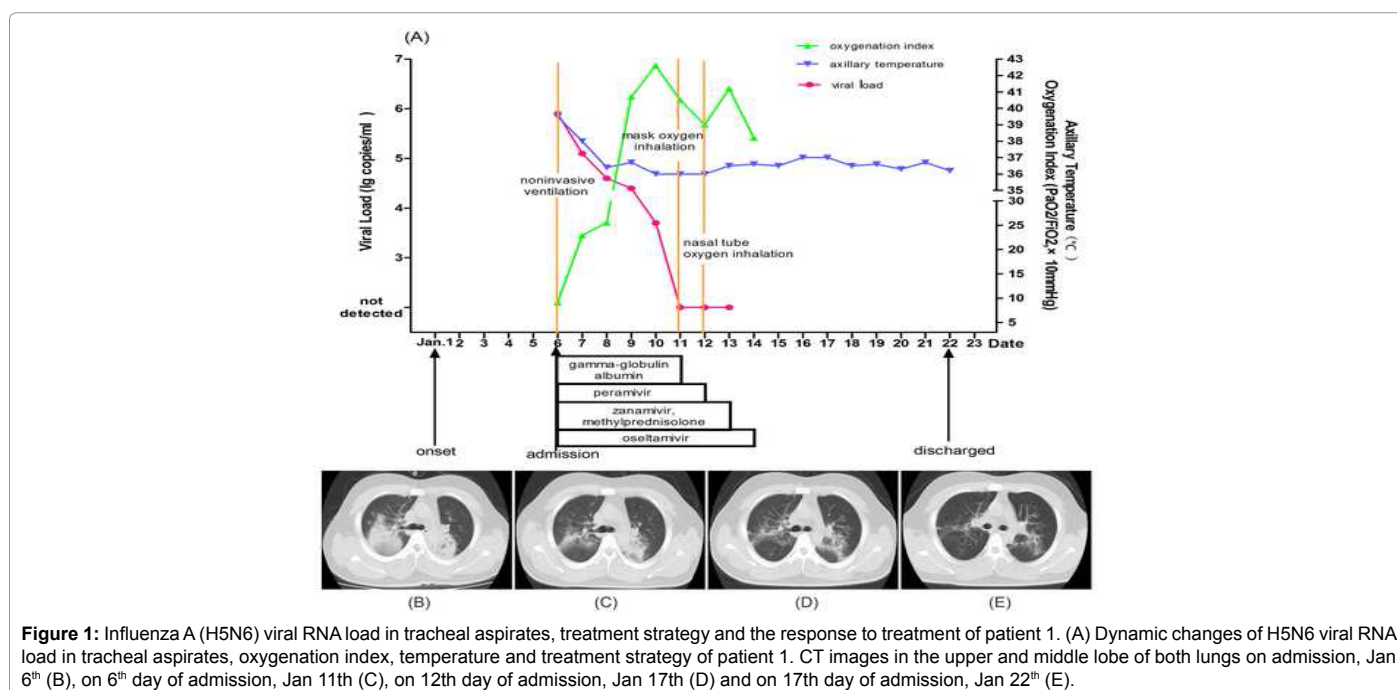 (A)
oxygenation index
axillary temperature
viral load
7
6
5
4
3
not
detected
Viral Load (lg copies/ml)
43
42
41
40
39
38
37
36
35
30
25
20
15
10
5
Axillary Temperature (℃)
Oxygenation Index (PaO2/FiO2,× 10mmHg)
mask oxygen
inhalation
noninvasive
ventilation
nasal tube
oxygen inhalation
Jan.1 2 3 4 5 6 7 8 9 10 11 12 13 14 15 16 17 18 19 20 21 22 23 Date
gamma-globulin
albumin
peramivir
zanamivir,
methylprednisolone
oseltamivir
onset admission discharged
(B) (C) (D) (E)
Figure 1: Influenza A (H5N6) viral RNA load in tracheal aspirates, treatment strategy and the response to treatment of patient 1. (A) Dynamic changes of H5N6 viral RNA
load in tracheal aspirates, oxygenation index, temperature and treatment strategy of patient 1. CT images in the upper and middle lobe of both lungs on admission, Jan
6th (B), on 6th day of admission, Jan 11th (C), on 12th day of admission, Jan 17th (D) and on 17th day of admission, Jan 22th (E).